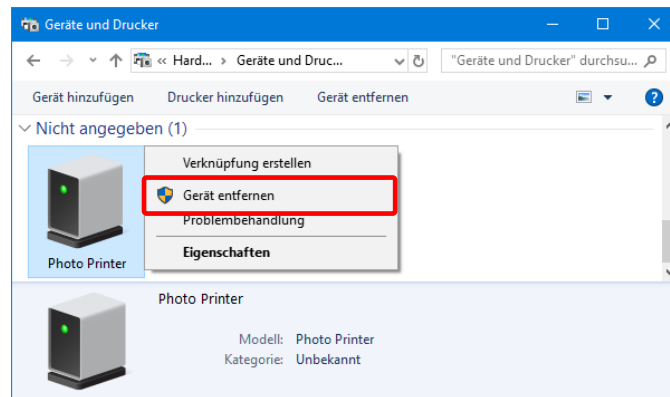 Geräte und Drucker
« Hard... › Geräte und Druc...
"Geräte und Drucker" durchsu...
Gerät hinzufügen Drucker hinzufügen Gerät entfernen
Nicht angegeben (1)
Verknüpfung erstellen
Gerät entfernen
Problembehandlung
Eigenschaften
Photo Printer
Photo Printer
Modell: Photo Printer
Kategorie: Unbekannt